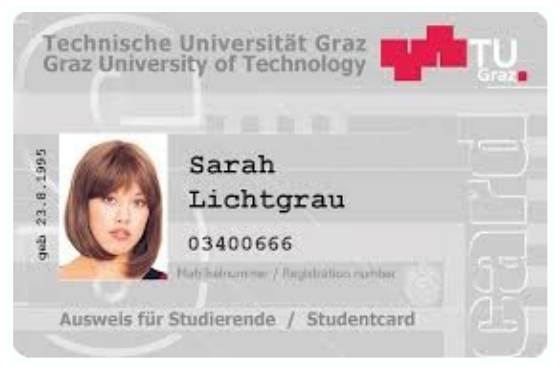 Technische Universität Graz
Graz University of Technology
TU
Graz
geb 23.8.1995
Sarah
Lichtgrau
03400666
Matrikelnummer / Registration number
Ausweis für Studierende / Studentcard
card